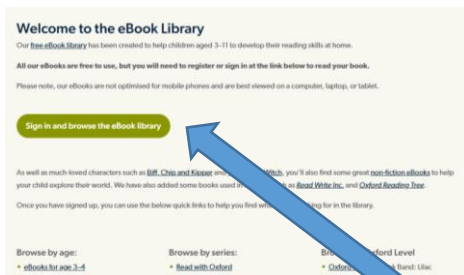 Welcome to the eBook Library
Our free eBook library has been created to help children aged 3–11 to develop their reading skills at home.
All our eBooks are free to use, but you will need to register or sign in at the link below to read your book.
Please note, our eBooks are not optimised for mobile phones and are best viewed on a computer, laptop, or tablet.
Sign in and browse the eBook library
As well as much-loved characters such as Biff, Chip and Kipper and Witch, you'll also find some great non-fiction eBooks to help
your child explore their world. We have also added some books used in as Read Write Inc. and Oxford Reading Tree.
Once you have signed up, you can use the below quick links to help you find king for in the library.
Browse by age:
Browse by series:
xford Level
• eBooks for age 3–4
• Read with Oxford
• Oxford Band: Lilac